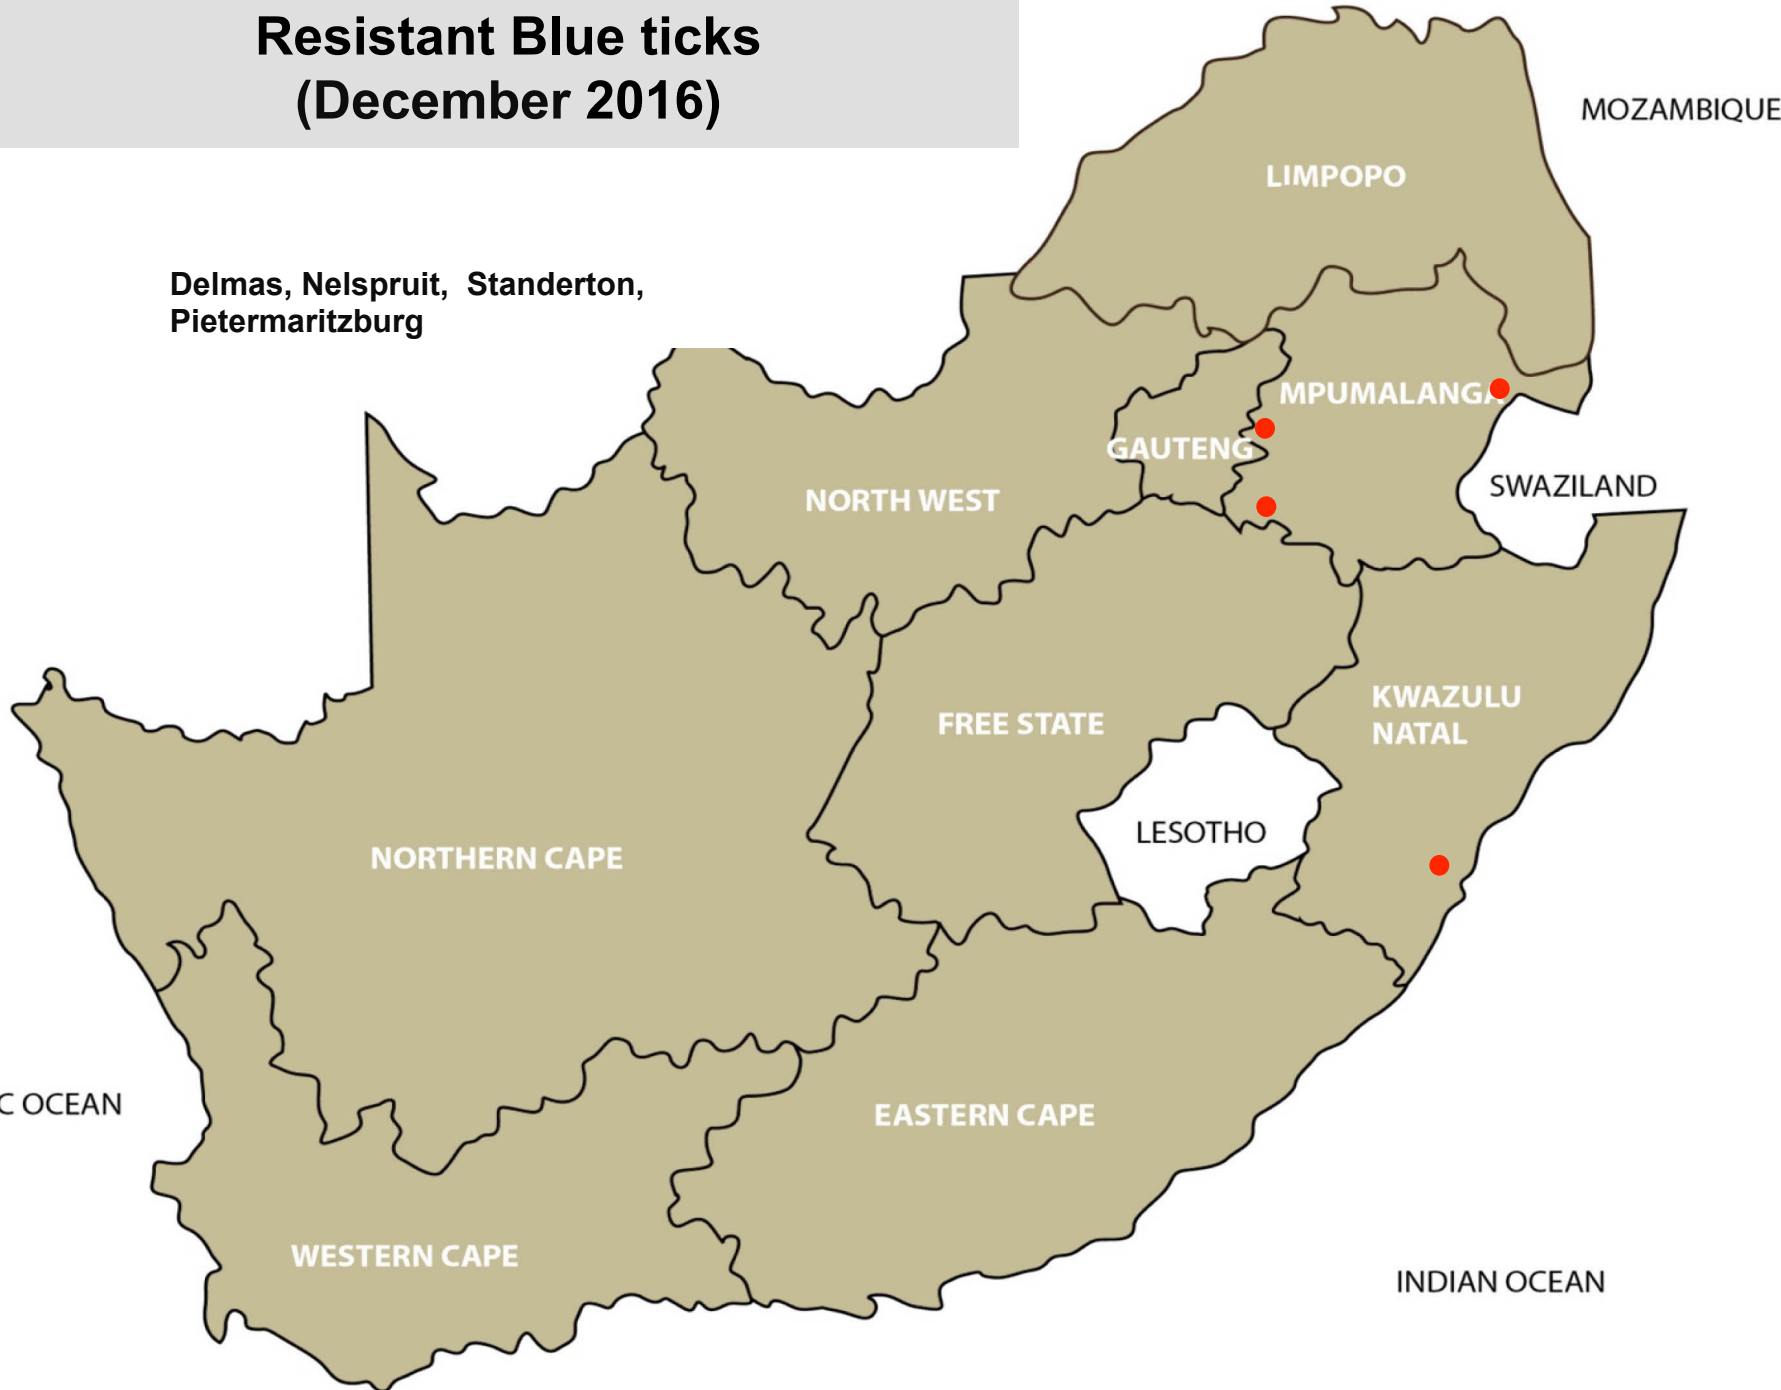 Resistant Blue ticks
(December 2016)
MOZAMBIQUE
LIMPOPO
Delmas, Nelspruit, Standerton,
Pietermaritzburg
MPUMALANGA
GAUTENG
SWAZILAND
NORTH WEST
KWAZULU
NATAL
FREE STATE
LESOTHO
NORTHERN CAPE
C OCEAN
EASTERN CAPE
WESTERN CAPE
INDIAN OCEAN